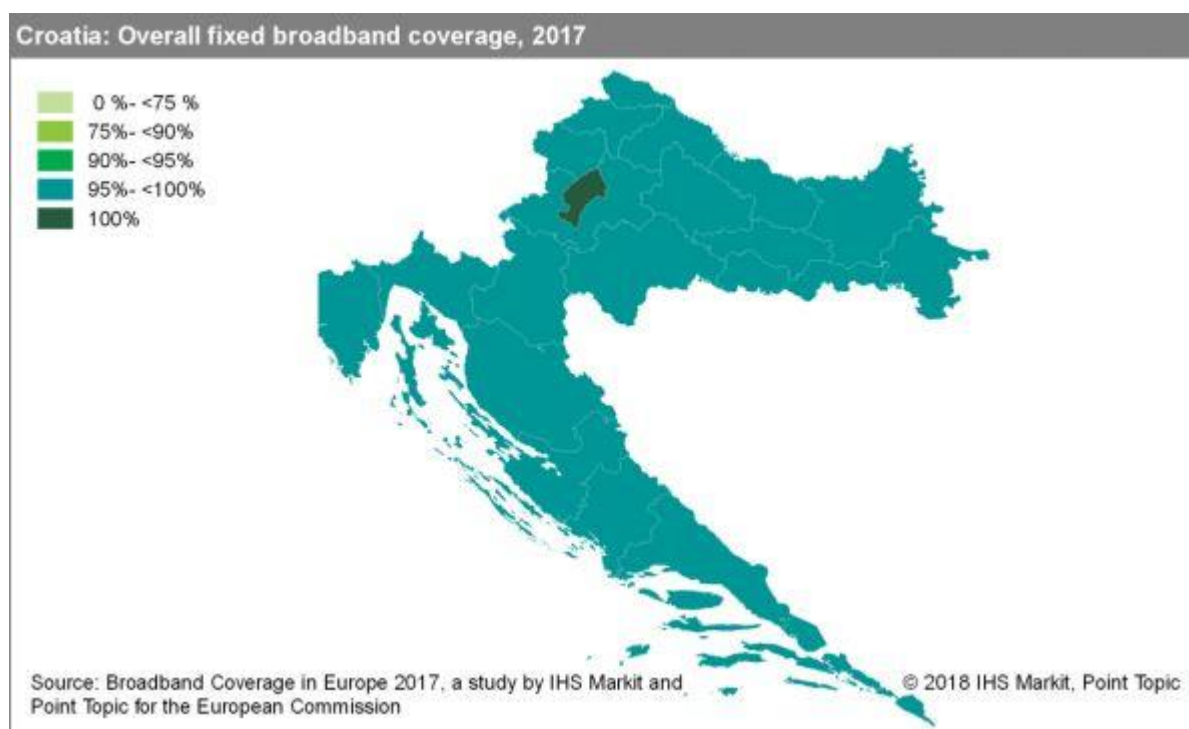 Croatia: Overall fixed broadband coverage, 2017
0 %- <75 %
75%- <90%
90%- <95%
95%- <100%
100%
Source: Broadband Coverage in Europe 2017, a study by IHS Markit and
Point Topic for the European Commission
© 2018 IHS Markit, Point Topic